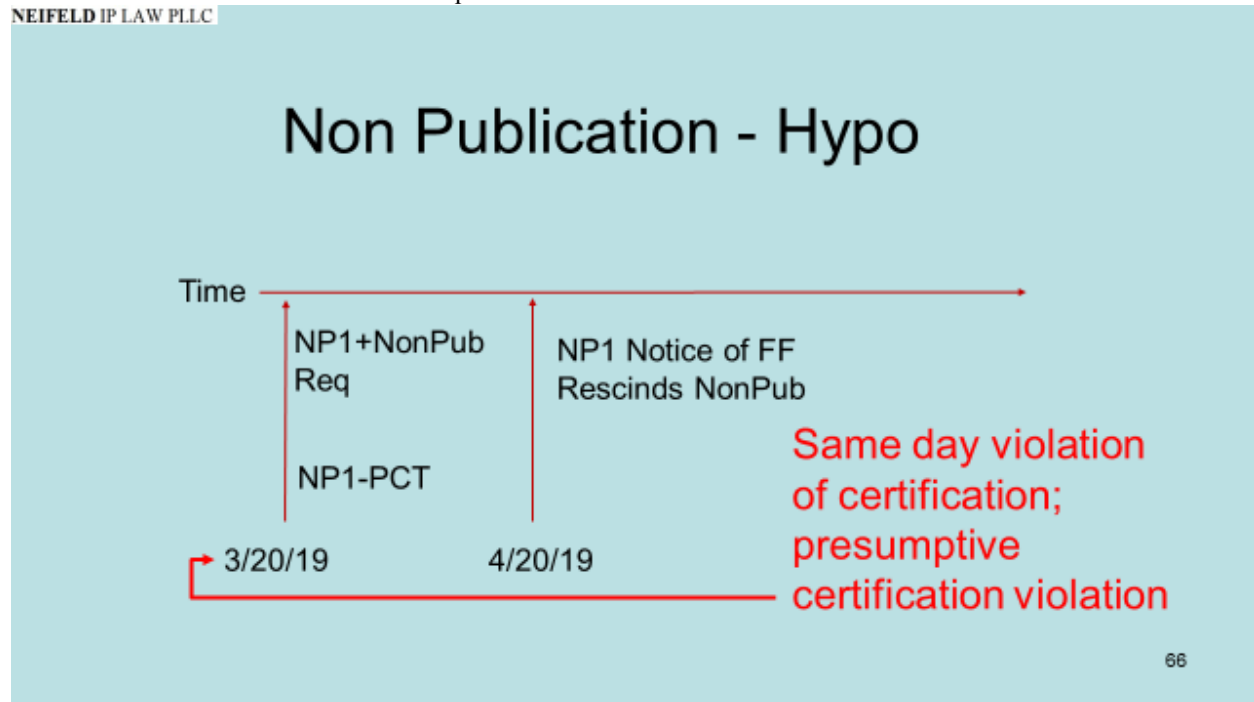 NEIFELD IP LAW PLLC
Non Publication - Hypo
Time
NP1+NonPub
Req
NP1 Notice of FF
Rescinds NonPub
NP1-PCT
3/20/19
4/20/19
Same day violation
of certification;
presumptive
certification violation
66